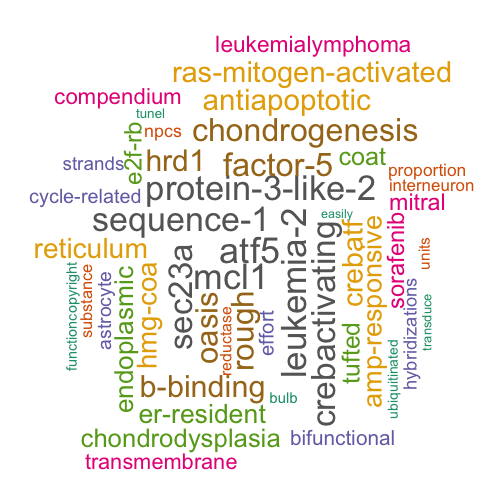 leukemialymphoma
ras-mitogen-activated
compendium
antiapoptotic
tunel
e2f-rb
npcs
chondrogenesis
strands
hrd1
factor-5
coat
proportion
interneuron
cycle-related
protein-3-like-2
mitral
sequence-1
easily
reticulum
atf5
leukemia-2
crebactivating
crebatf
amp-responsive
sorafenib
units
functioncopyright
substance
astrocyte
endoplasmic
hmg-coa
sec23a
mcl1
oasis
reductase
rough
effort
tufted
ubiquitinated
hybridizations
transduce
b-binding
bulb
er-resident
chondrodysplasia
bifunctional
transmembrane